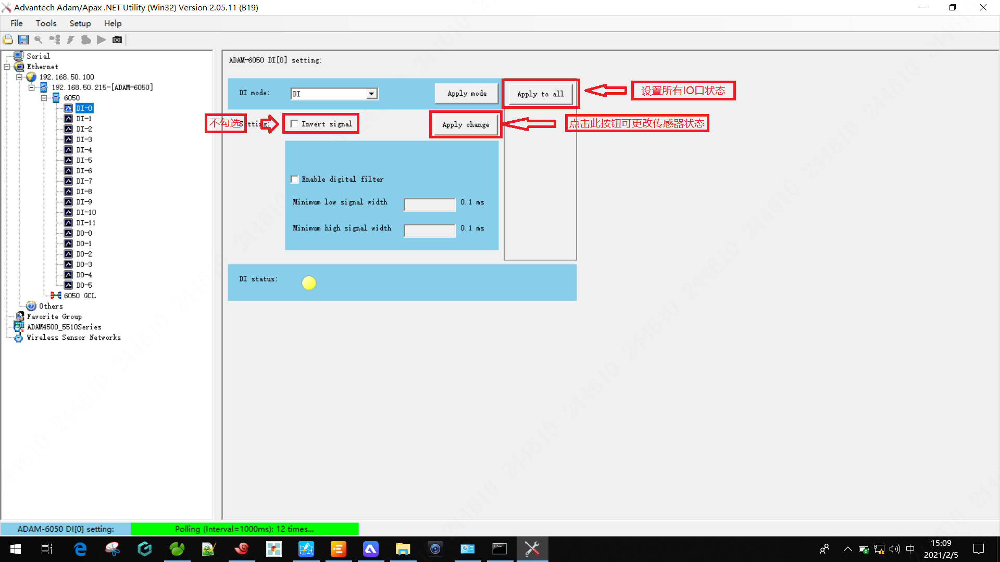 Advantech Adam/Apax .NET Utility (Win32) Version 2.05.11 (B19)
File Tools Setup Help
Serial
Ethernet
192.168.50.100
192.168.50.215-[ADAM-6050]
6050
DI-0
DI-1
DI-2
DI-3
DI-4
DI-5
DI-6
DI-7
DI-8
DI-9
DI-10
DI-11
DO-0
DO-1
DO-2
DO-3
DO-4
DO-5
6050 GCL
Others
Favorite Group
ADAM4500_5510Series
Wireless Sensor Networks
ADAM-6050 DI[0] setting:
DI mode: DI Apply mode Apply to all 设置所有IO口状态
不勾选 Setting: Invert signal Apply change 点击此按钮可更改传感器状态
Enable digital filter
Minimum low signal width 0.1 ms
Minimum high signal width 0.1 ms
DI status:
ADAM-6050 DI[0] setting: Polling (Interval=1000ms): 12 times...
中
15:09
2021/2/5
244610